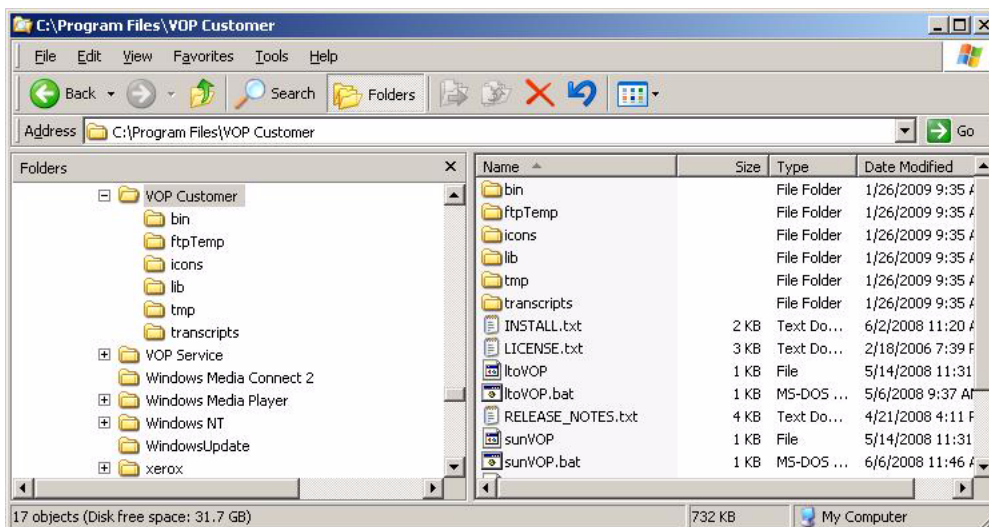 C:\Program Files\VOP Customer
File Edit View Favorites Tools Help
Back Search Folders
Address C:\Program Files\VOP Customer Go
Folders x Name Size Type Date Modified
VOP Customer
bin
ftpTemp
icons
lib
tmp
transcripts
VOP Service
Windows Media Connect 2
Windows Media Player
Windows NT
WindowsUpdate
xerox
bin File Folder 1/26/2009 9:35
ftpTemp File Folder 1/26/2009 9:35
icons File Folder 1/26/2009 9:35
lib File Folder 1/26/2009 9:35
tmp File Folder 1/26/2009 9:35
transcripts File Folder 1/26/2009 9:35
INSTALL.txt 2 KB Text Do... 6/2/2008 11:20
LICENSE.txt 3 KB Text Do... 2/18/2006 7:39
ltoVOP 1 KB File 5/14/2008 11:31
ltoVOP.bat 1 KB MS-DOS ... 5/6/2008 9:37 AM
RELEASE_NOTES.txt 4 KB Text Do... 4/21/2008 4:11
sunVOP 1 KB File 5/14/2008 11:31
sunVOP.bat 1 KB MS-DOS ... 6/6/2008 11:46
17 objects (Disk free space: 31.7 GB) 732 KB My Computer